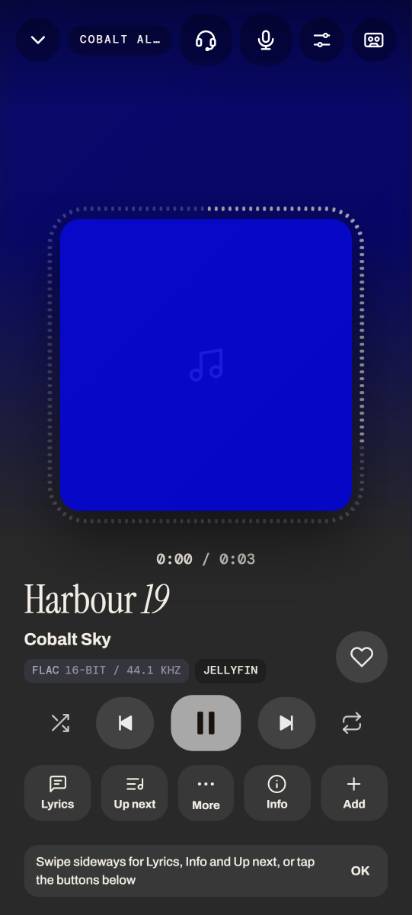 COBALT AL…
0:00 / 0:03
Harbour 19
Cobalt Sky
FLAC 16-BIT / 44.1 KHZ JELLYFIN
Lyrics Up next More Info Add
Swipe sideways for Lyrics, Info and Up next, or tap
the buttons below
OK